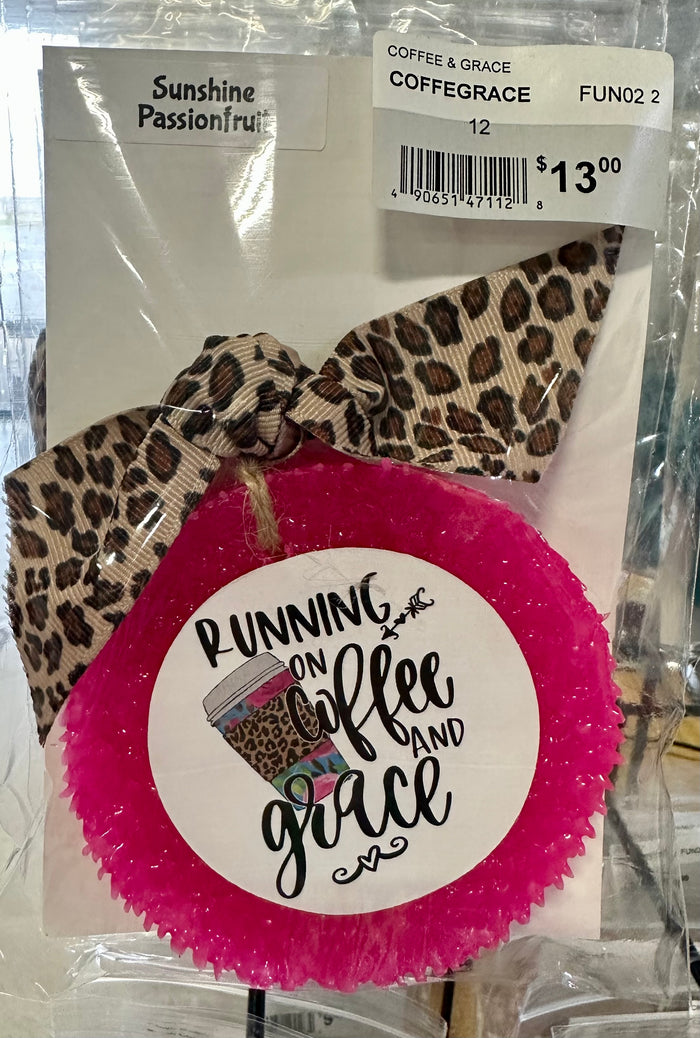 Sunshine
Passionfruit
COFFEE & GRACE
COFFEGRACE FUN02 2
12
$13.00
4 90651 47112 8
RUNNING
ON
Coffee
AND
grace